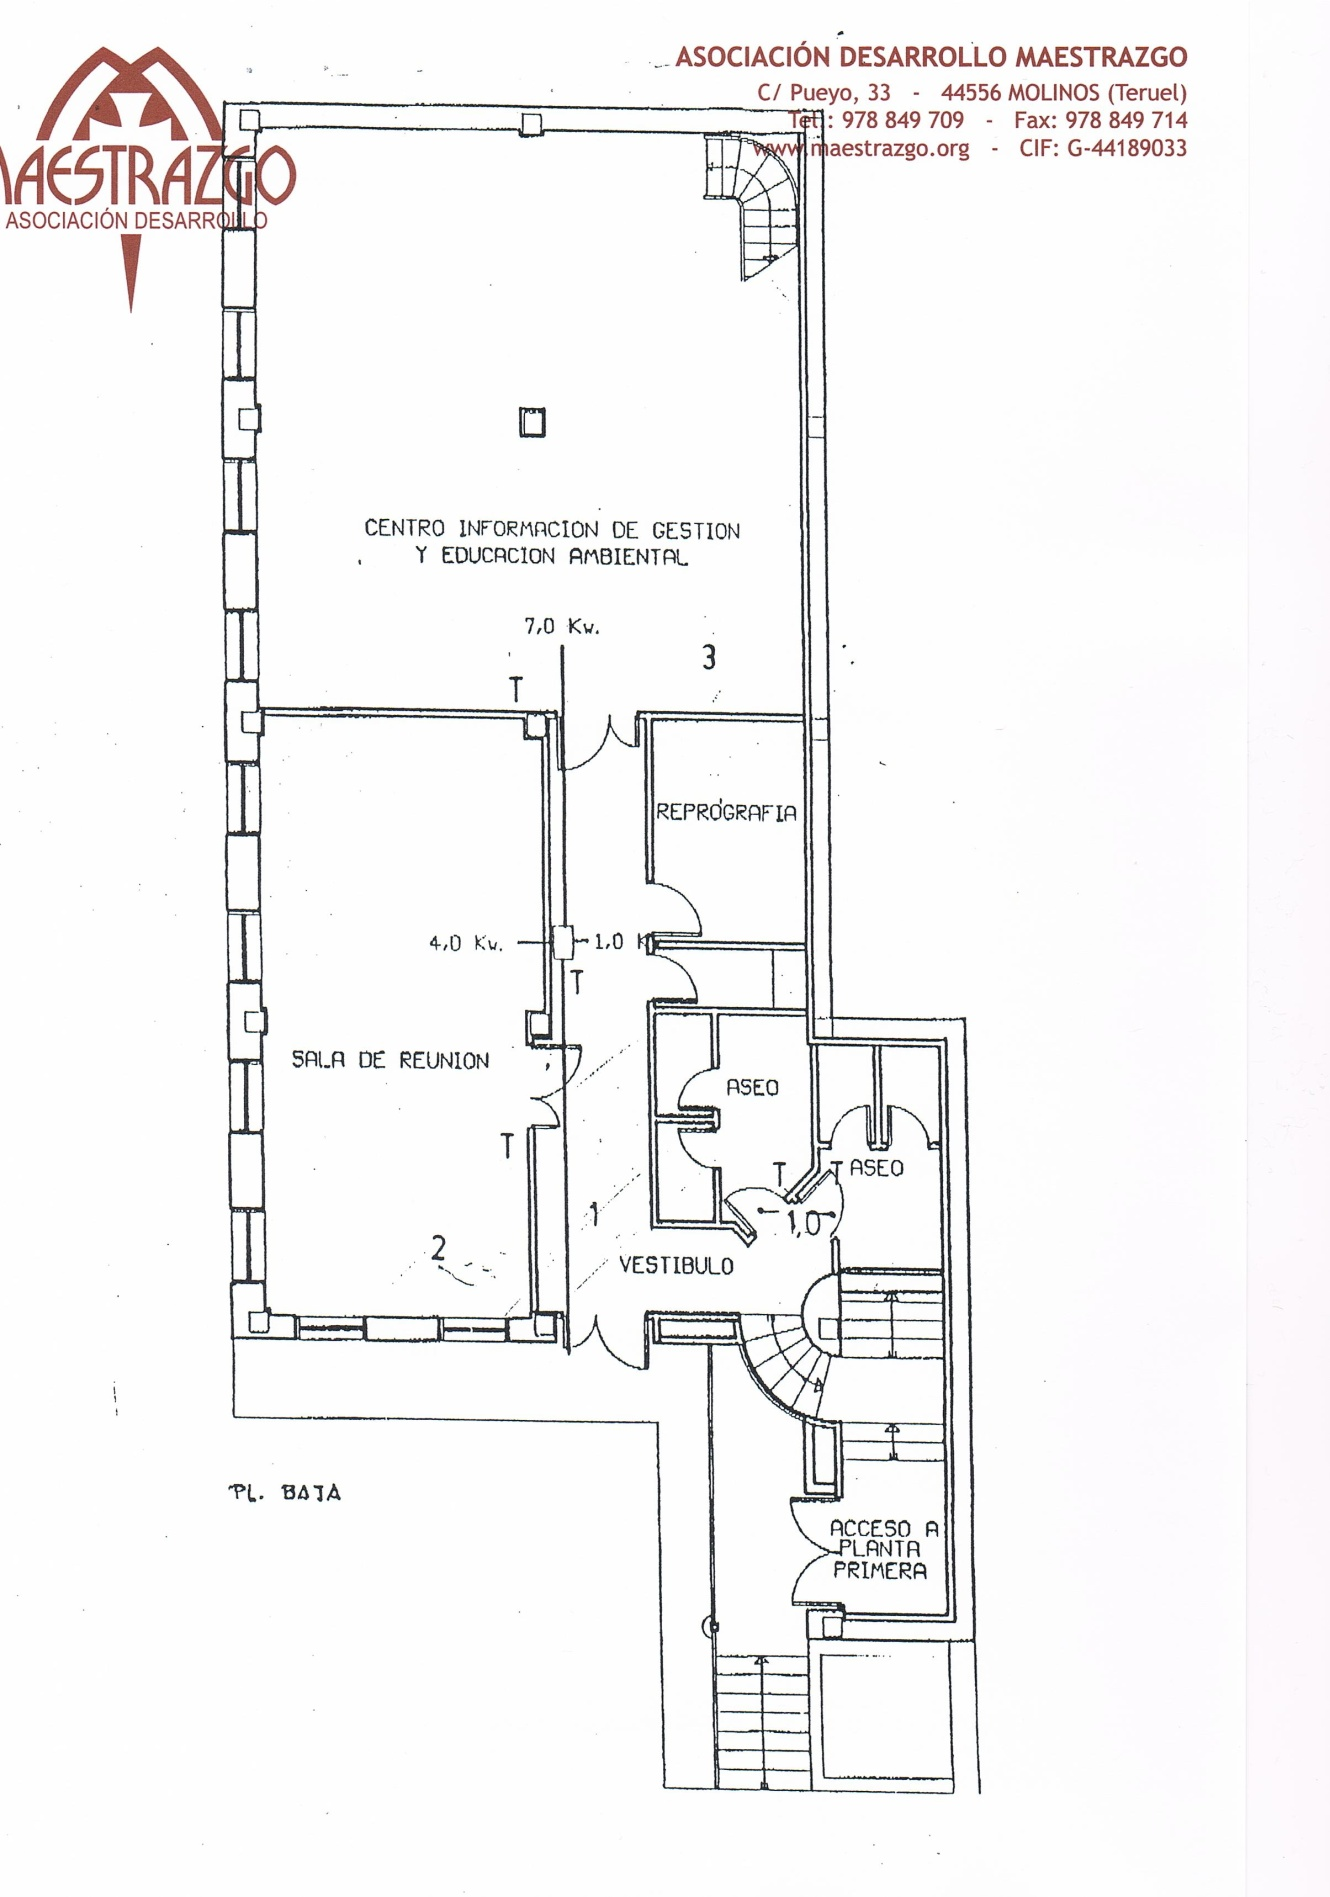 ASOCIACIÓN DESARROLLO MAESTRAZGO
C/ Pueyo, 33 - 44556 MOLINOS (Teruel)
Tel.: 978 849 709 - Fax: 978 849 714
www.maestrazgo.org - CIF: G-44189033
MAESTRAZGO
ASOCIACIÓN DESARROLLO
CENTRO INFORMACION DE GESTION
Y EDUCACION AMBIENTAL
7,0 Kw.
3
T
REPROGRAFIA
4,0 Kw.
1,0 K
T
SALA DE REUNION
ASEO
T
T
T
ASEO
1
1,0
2
VESTIBULO
PL. BAJA
ACCESO A
PLANTA
PRIMERA